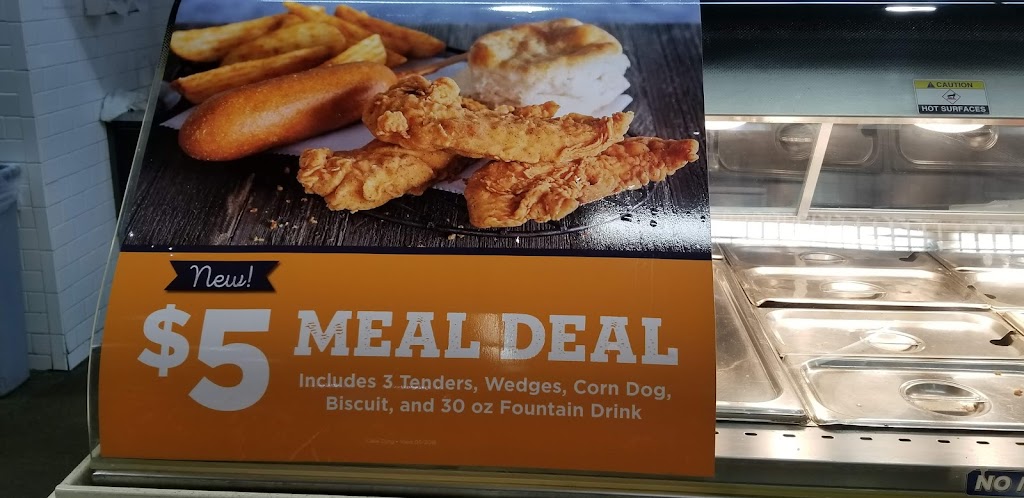 New!
$5 MEAL DEAL
Includes 3 Tenders, Wedges, Corn Dog,
Biscuit, and 30 oz Fountain Drink
CAUTION
HOT SURFACES
NO